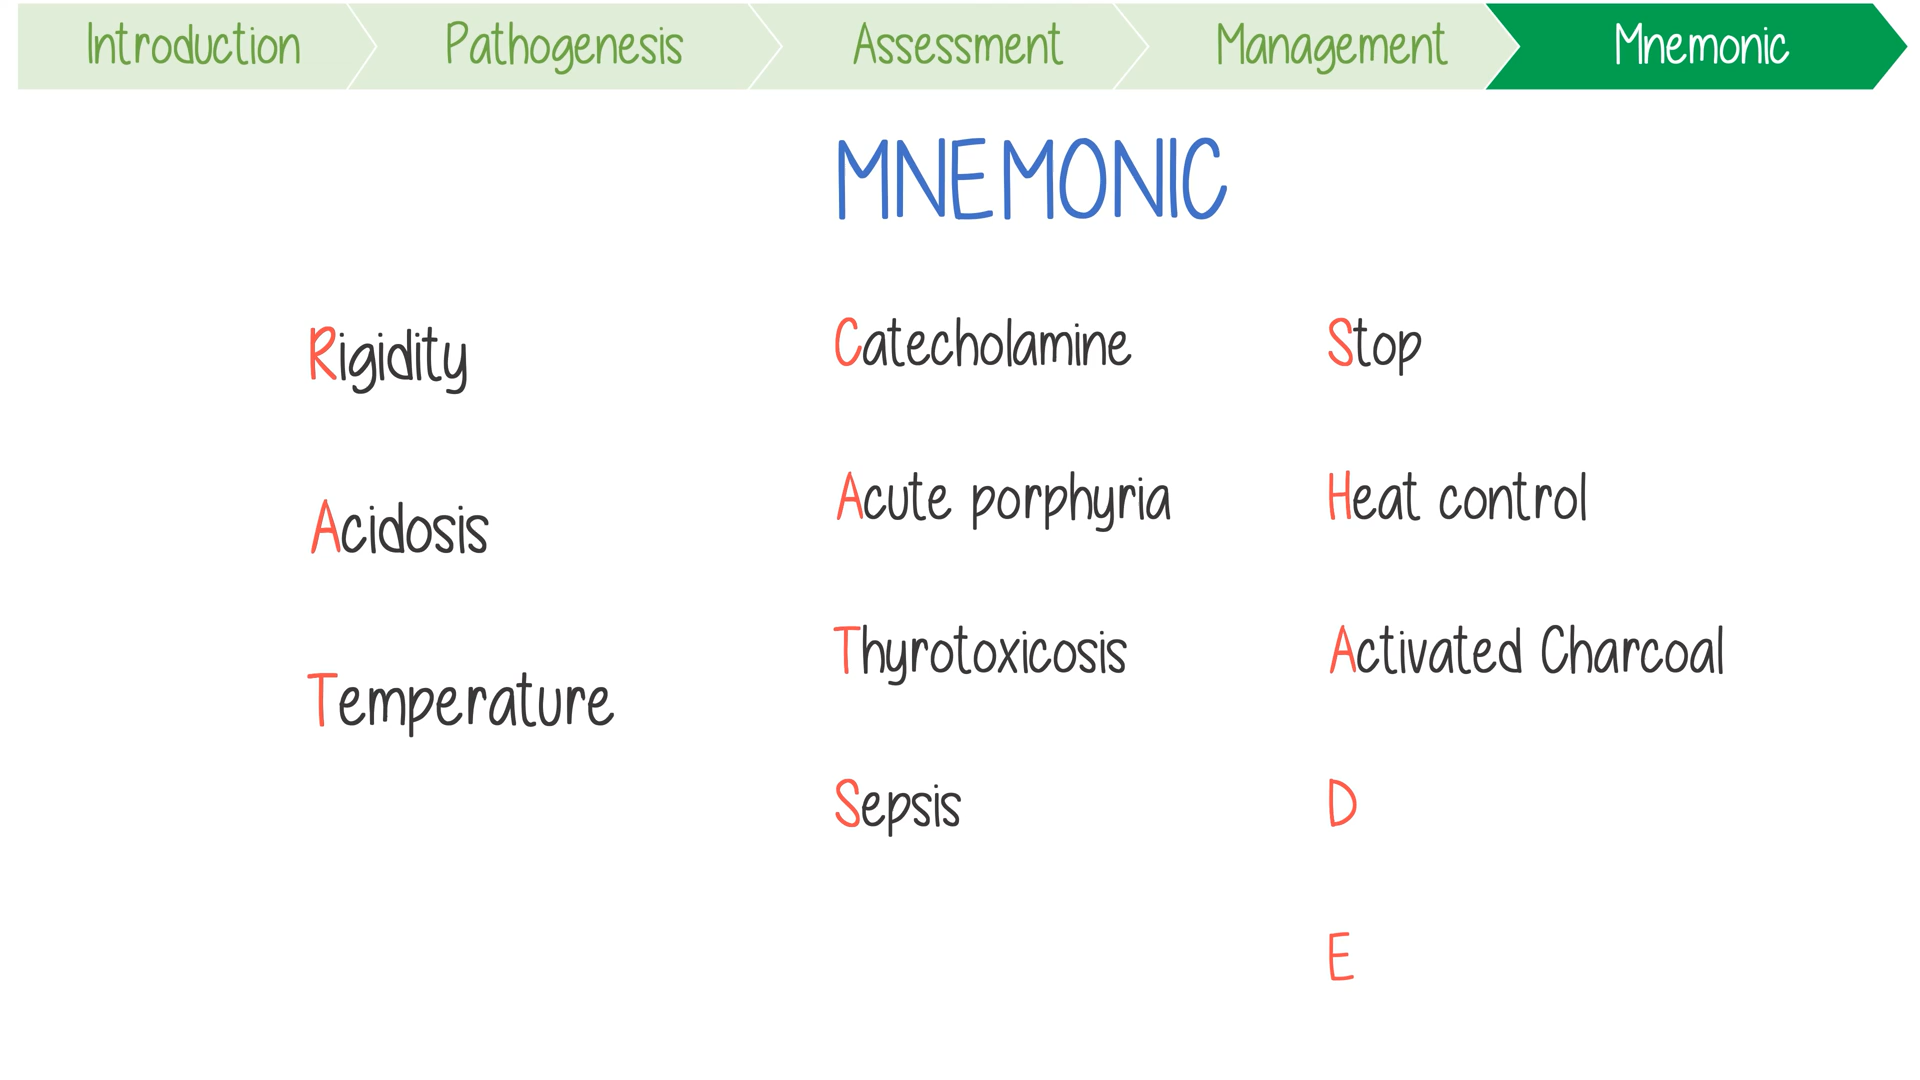 Introduction
Pathogenesis
Assessment
Management
Mnemonic
MNEMONIC
Rigidity
Acidosis
Temperature
Catecholamine
Acute porphyria
Thyrotoxicosis
Sepsis
Stop
Heat control
Activated Charcoal
D
E